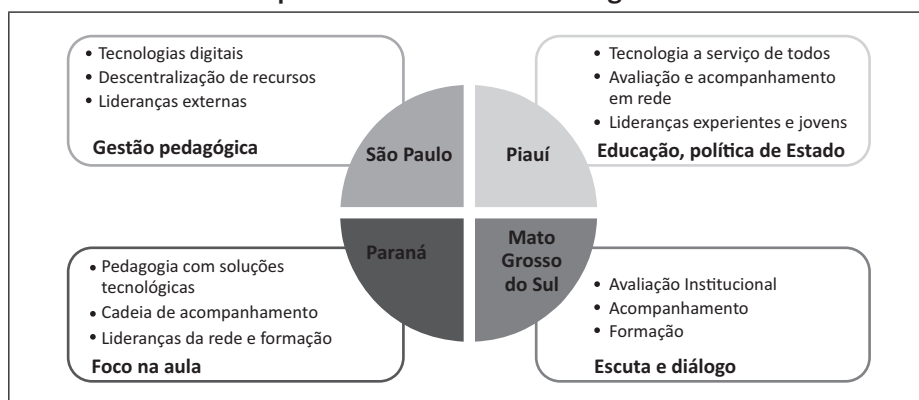 • Tecnologias digitais
• Descentralização de recursos
• Lideranças externas
Gestão pedagógica
• Tecnologia a serviço de todos
• Avaliação e acompanhamento
em rede
• Lideranças experientes e jovens
Educação, política de Estado
São Paulo
Piauí
Paraná
Mato
Grosso
do Sul
• Pedagogia com soluções
tecnológicas
• Cadeia de acompanhamento
• Lideranças da rede e formação
Foco na aula
• Avaliação Institucional
• Acompanhamento
• Formação
Escuta e diálogo